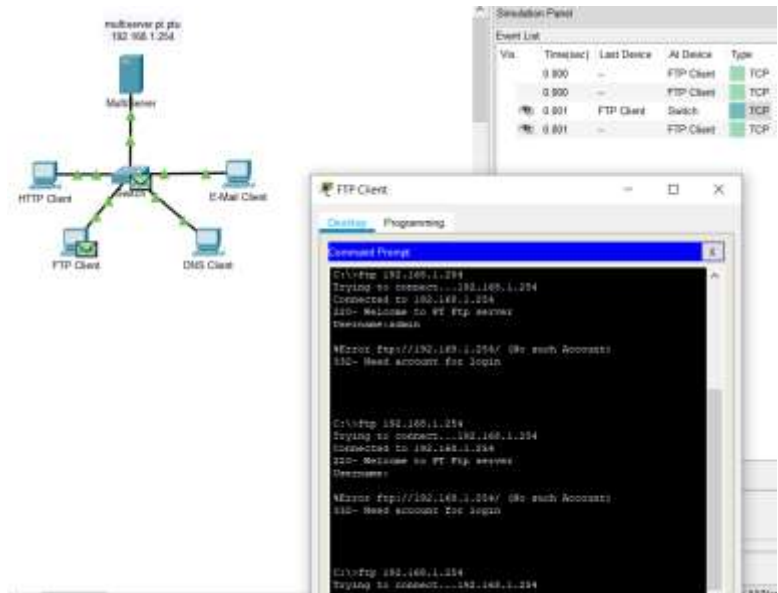 multiserver pt.ptu
192.168.1.254
MultiServer
Switch
HTTP Client
E-Mail Client
FTP Client
DNS Client
Simulation Panel
Event List
Vis. Time(sec) Last Device At Device Type
0.000 -- FTP Client TCP
0.000 -- FTP Client TCP
0.001 FTP Client Switch TCP
0.001 -- FTP Client TCP
FTP Client
Desktop Programming
Command Prompt X
C:\>ftp 192.168.1.254
Trying to connect...192.168.1.254
Connected to 192.168.1.254
220- Welcome to PT Ftp server
Username:admin
%Error ftp://192.168.1.254/ (No such Account)
532- Need account for login
C:\>ftp 192.168.1.254
Trying to connect...192.168.1.254
Connected to 192.168.1.254
220- Welcome to PT Ftp server
Username:
%Error ftp://192.168.1.254/ (No such Account)
532- Need account for login
C:\>ftp 192.168.1.254
Trying to connect...192.168.1.254